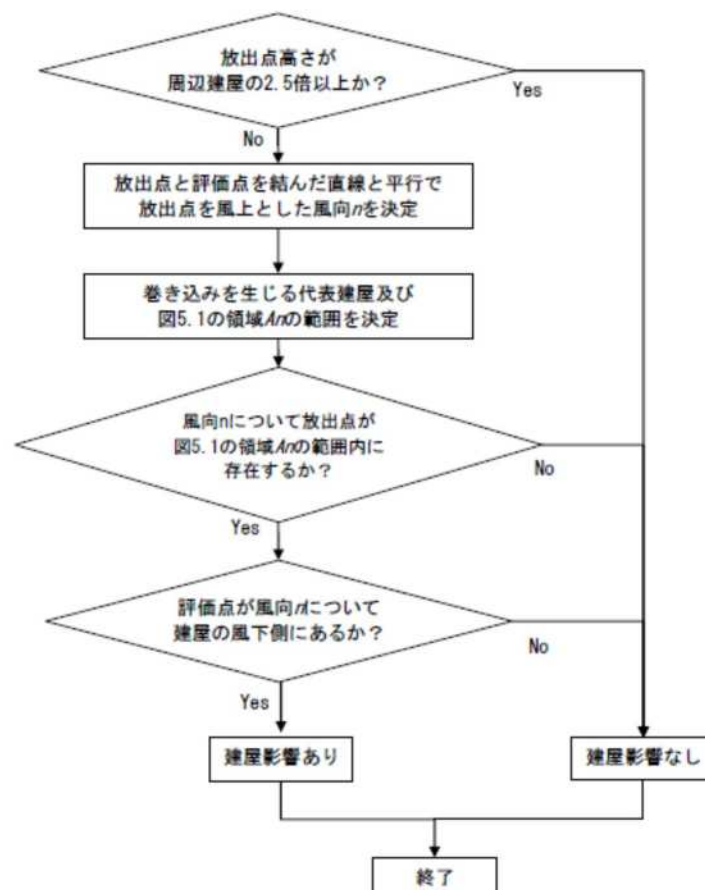 放出点高さが
周辺建屋の2.5倍以上か?
Yes
No
放出点と評価点を結んだ直線と平行で
放出点を風上とした風向nを決定
巻き込みを生じる代表建屋及び
図5.1の領域Anの範囲を決定
風向nについて放出点が
図5.1の領域Anの範囲内に
存在するか?
No
Yes
評価点が風向nについて
建屋の風下側にあるか?
No
Yes
建屋影響あり
建屋影響なし
終了